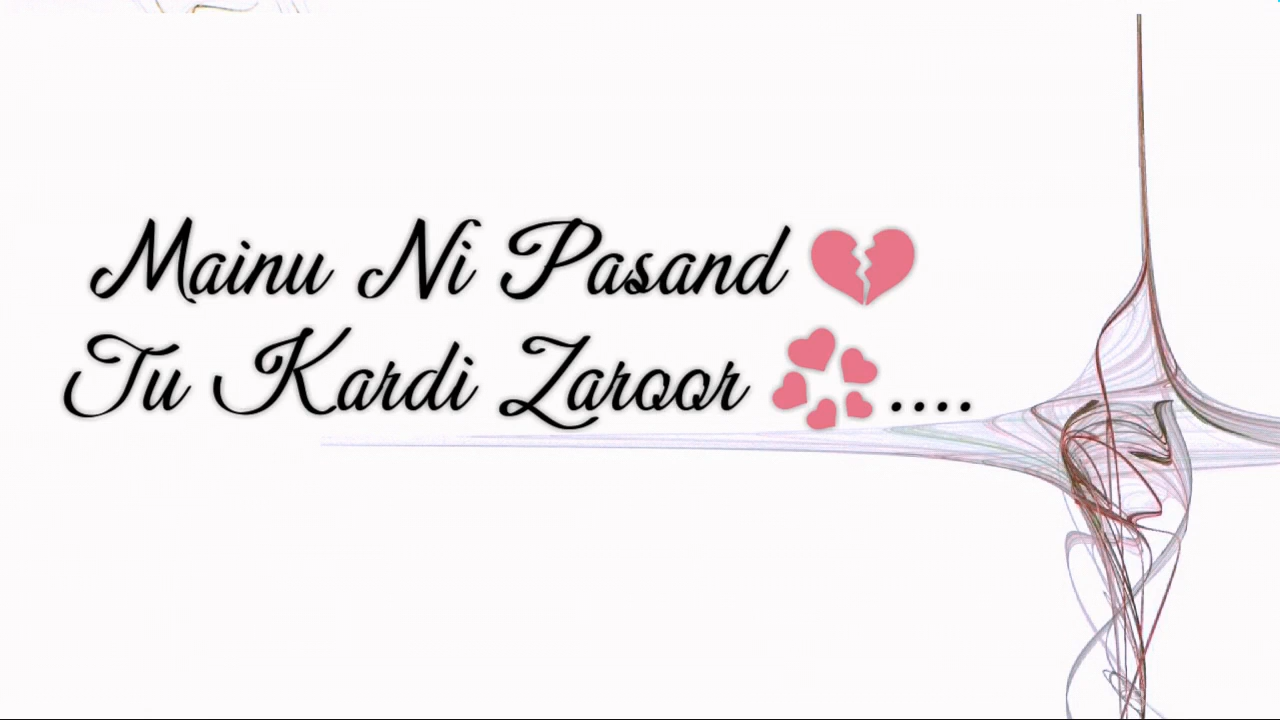 Mainu Ni Pasand 💔
Tu Kardi Zaroor 💞....